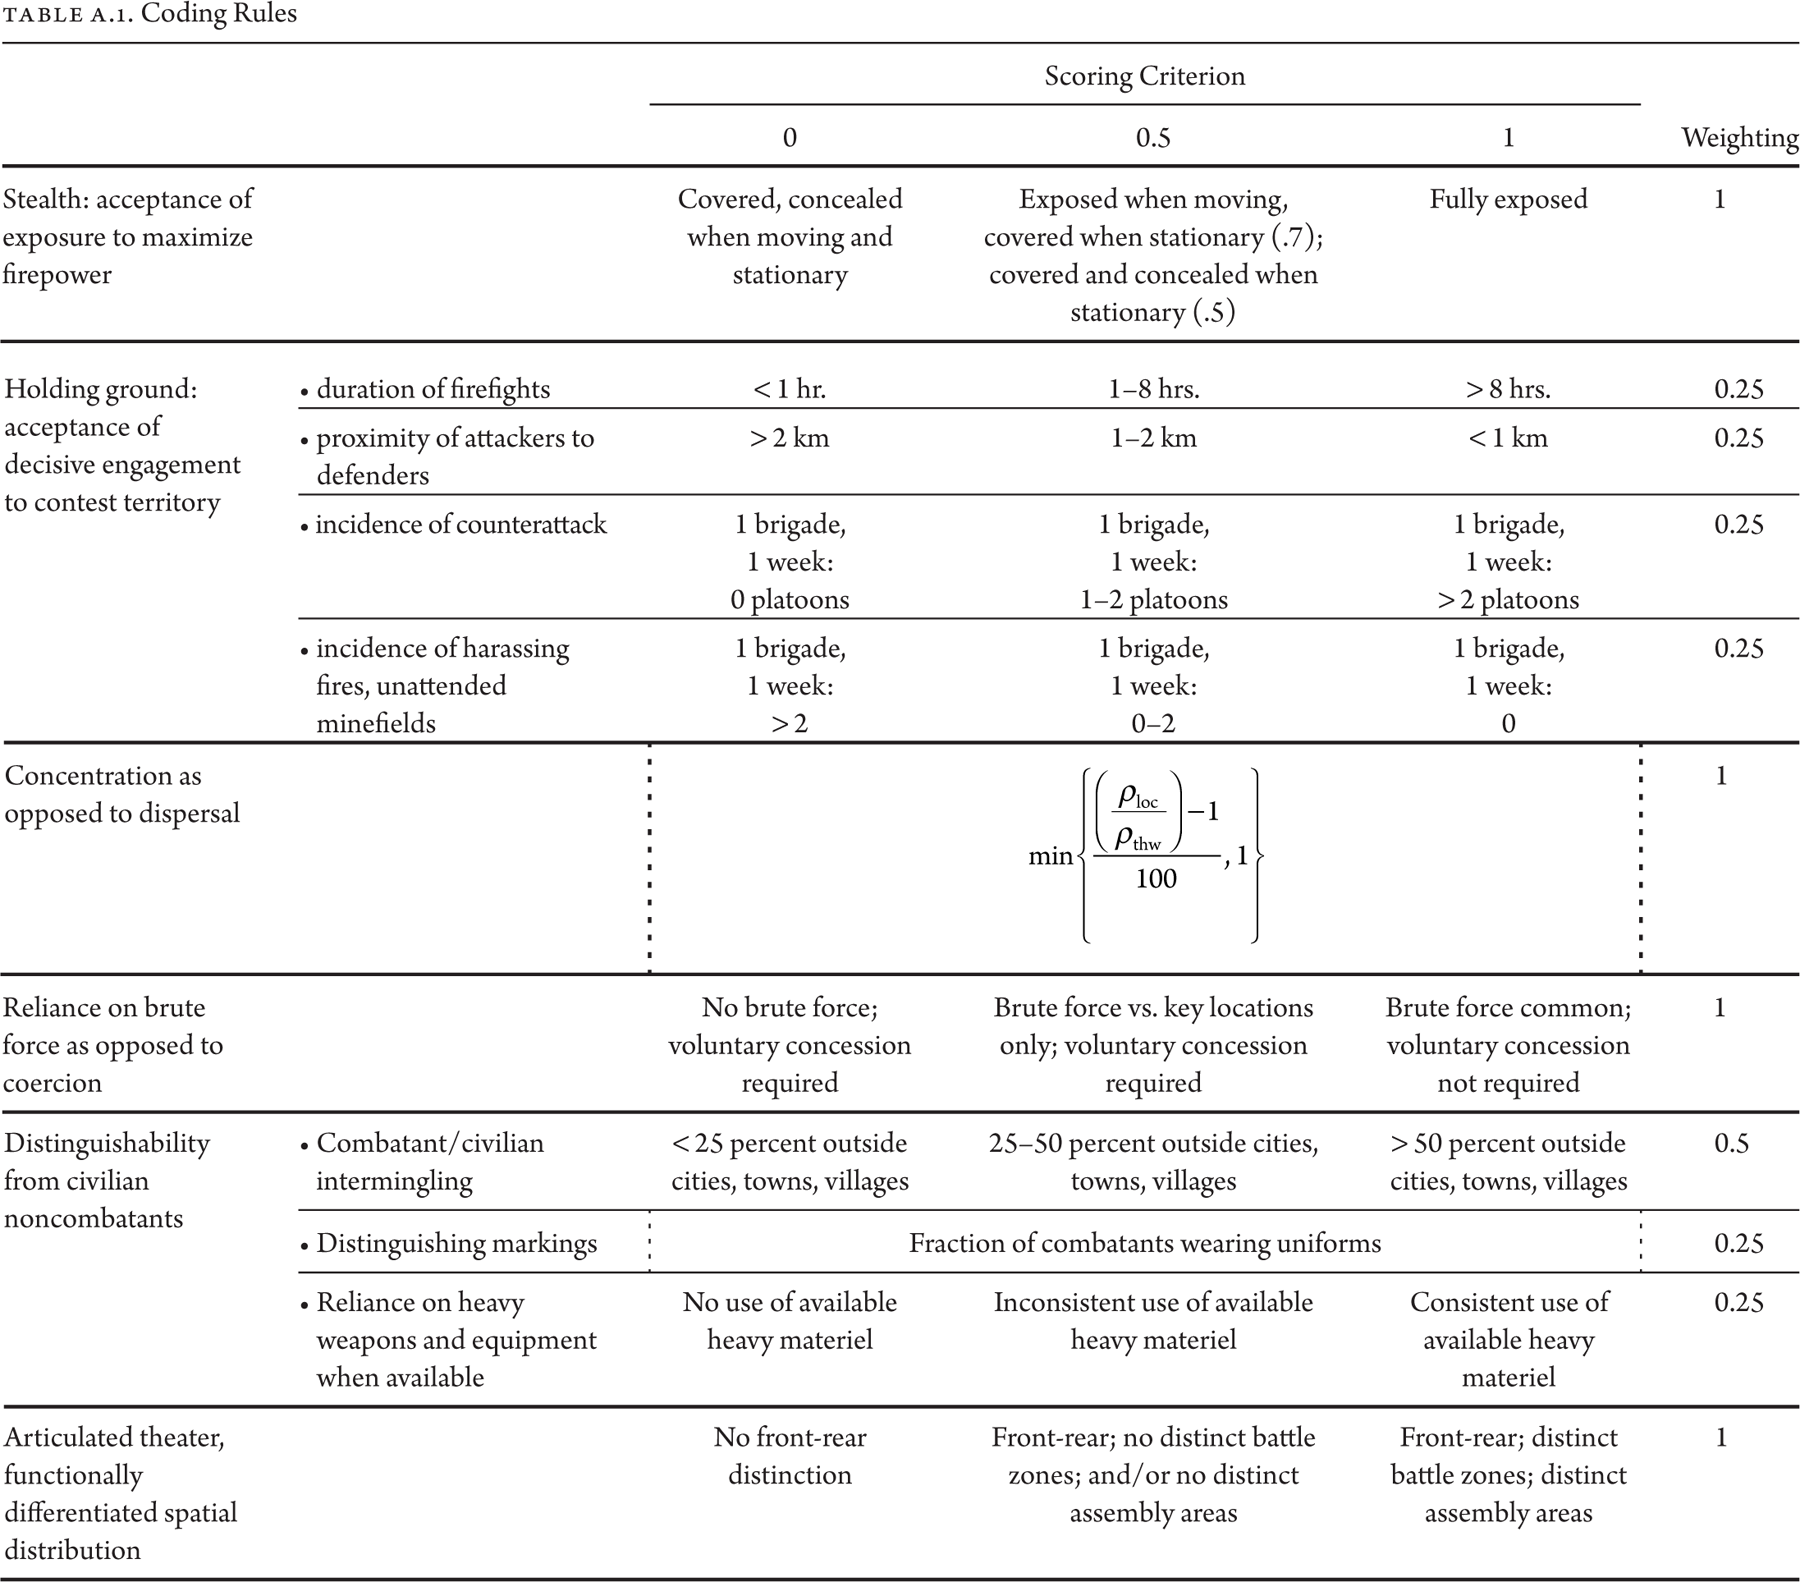 TABLE A.1. Coding Rules
Scoring Criterion
0 0.5 1 Weighting
Stealth: acceptance of Covered, concealed Exposed when moving, Fully exposed 1
exposure to maximize when moving and covered when stationary (.7);
firepower stationary covered and concealed when
stationary (.5)
Holding ground: • duration of firefights < 1 hr. 1–8 hrs. > 8 hrs. 0.25
acceptance of • proximity of attackers to > 2 km 1–2 km < 1 km 0.25
decisive engagement defenders
to contest territory
• incidence of counterattack 1 brigade, 1 brigade, 1 brigade, 0.25
1 week: 1 week: 1 week:
0 platoons 1–2 platoons > 2 platoons
• incidence of harassing 1 brigade, 1 brigade, 1 brigade, 0.25
fires, unattended 1 week: 1 week: 1 week:
minefields > 2 0–2 0
Concentration as 1
opposed to dispersal
min{((ρloc/ρthw)−1)/100, 1}
Reliance on brute No brute force; Brute force vs. key locations Brute force common; 1
force as opposed to voluntary concession only; voluntary concession voluntary concession
coercion required required not required
Distinguishability • Combatant/civilian < 25 percent outside 25–50 percent outside cities, > 50 percent outside 0.5
from civilian intermingling cities, towns, villages towns, villages cities, towns, villages
noncombatants
• Distinguishing markings Fraction of combatants wearing uniforms 0.25
• Reliance on heavy No use of available Inconsistent use of available Consistent use of 0.25
weapons and equipment heavy materiel heavy materiel available heavy
when available materiel
Articulated theater, No front-rear Front-rear; no distinct battle Front-rear; distinct 1
functionally distinction zones; and/or no distinct battle zones; distinct
differentiated spatial assembly areas assembly areas
distribution